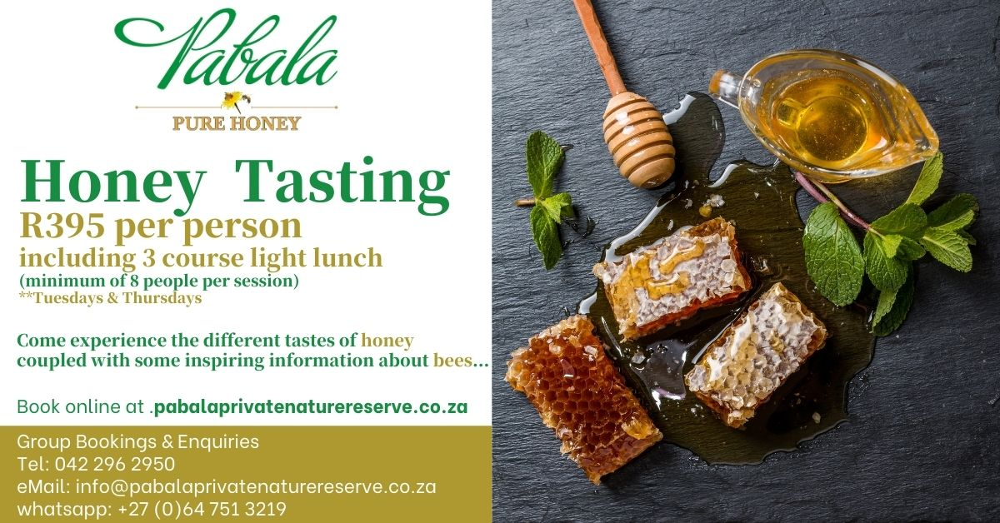 Pabala
PURE HONEY
Honey Tasting
R395 per person
including 3 course light lunch
(minimum of 8 people per session)
**Tuesdays & Thursdays
Come experience the different tastes of honey
coupled with some inspiring information about bees...
Book online at .pabalaprivatenaturereserve.co.za
Group Bookings & Enquiries
Tel: 042 296 2950
eMail: info@pabalaprivatenaturereserve.co.za
whatsapp: +27 (0)64 751 3219